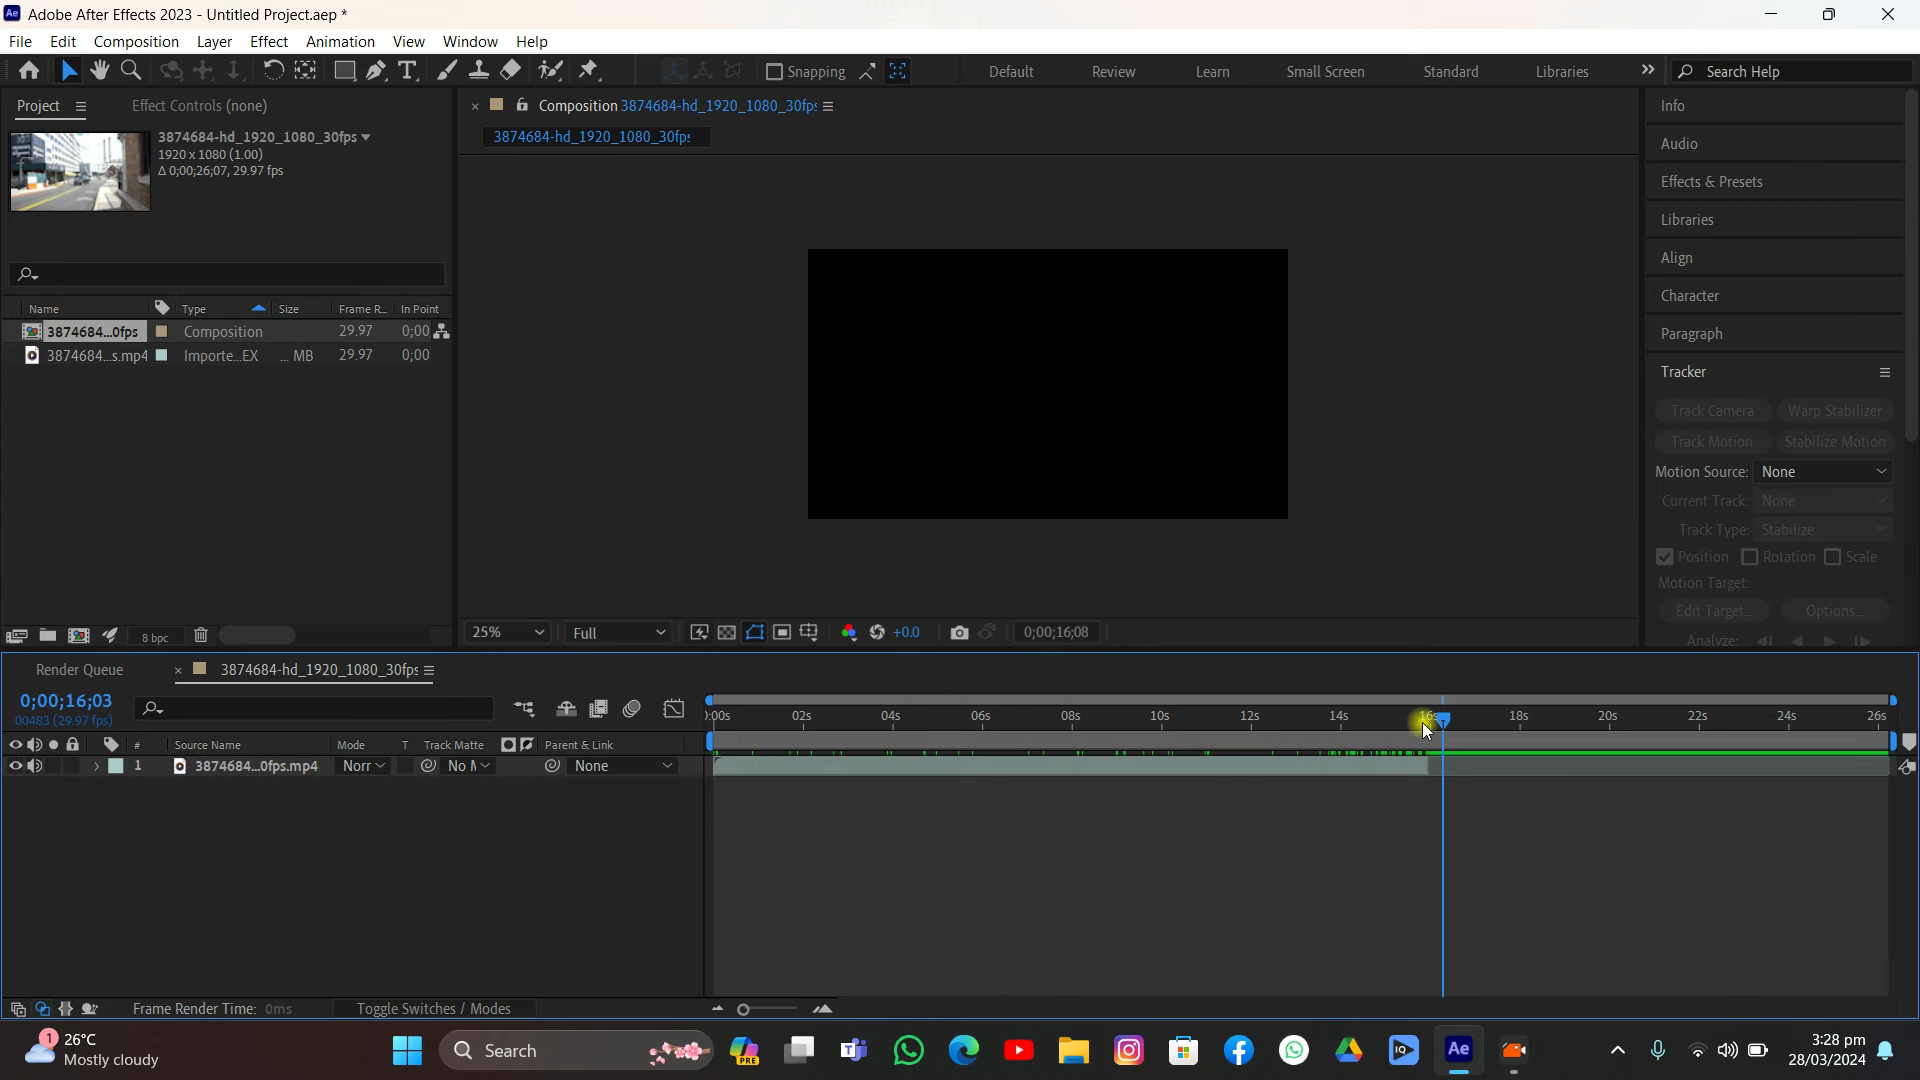 Adobe After Effects 2023 - Untitled Project.aep *
File Edit Composition Layer Effect Animation View Window Help
Snapping Default Review Learn Small Screen Standard Libraries Search Help
Project Effect Controls (none)
3874684-hd_1920_1080_30fps
1920 x 1080 (1.00)
Δ 0;00;26;07, 29.97 fps
Name Type Size Frame R... In Point
3874684...0fps Composition 29.97 0;00
3874684...s.mp4 Importe...EX ... MB 29.97 0;00
8 bpc
Composition 3874684-hd_1920_1080_30fps
3874684-hd_1920_1080_30fps
25% Full +0.0 0;00;16;08
Info
Audio
Effects & Presets
Libraries
Align
Character
Paragraph
Tracker
Track Camera Warp Stabilizer
Track Motion Stabilize Motion
Motion Source: None
Current Track: None
Track Type: Stabilize
Position Rotation Scale
Motion Target:
Edit Target... Options...
Analyze:
Render Queue 3874684-hd_1920_1080_30fps
0;00;16;03
00483 (29.97 fps)
):00s 02s 04s 06s 08s 10s 12s 14s 16s 18s 20s 22s 24s 26s
# Source Name Mode T Track Matte Parent & Link
1 3874684...0fps.mp4 Norr No M None
Frame Render Time: 0ms Toggle Switches / Modes
1 26°C
Mostly cloudy
Search
PRE
IQ
Ae
3:28 pm
28/03/2024